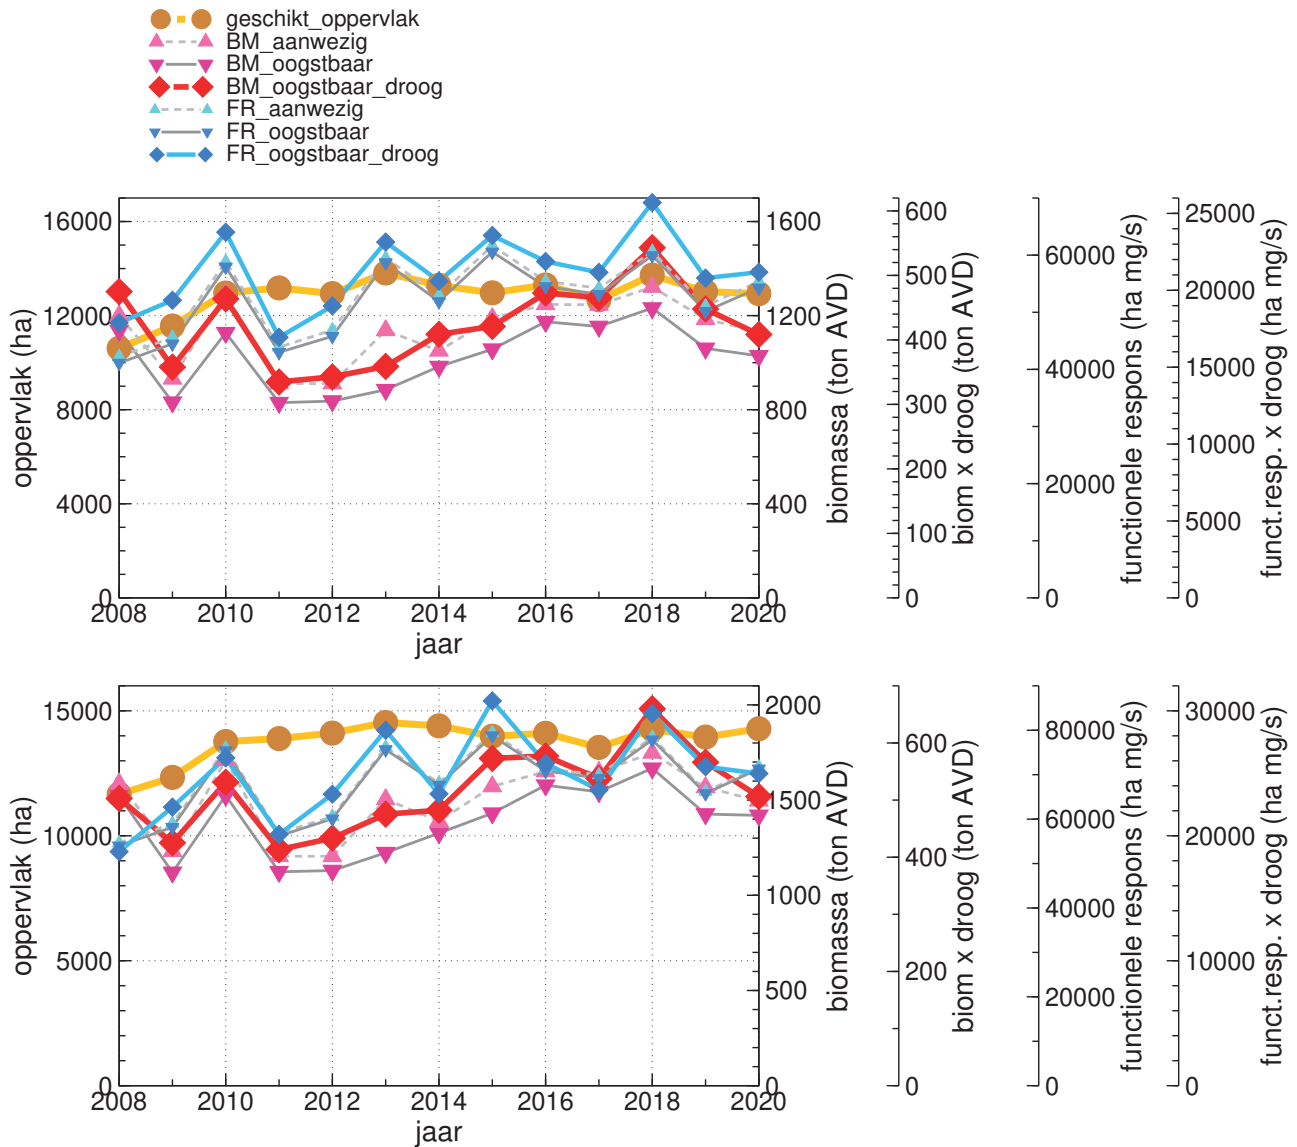 geschikt_oppervlak
BM_aanwezig
BM_oogstbaar
BM_oogstbaar_droog
FR_aanwezig
FR_oogstbaar
FR_oogstbaar_droog
oppervlak (ha)
16000
12000
8000
4000
0
2008 2010 2012 2014 2016 2018 2020
jaar
1600
1200
800
400
0
biomassa (ton AVD)
600
500
400
300
200
100
0
biom x droog (ton AVD)
60000
40000
20000
0
functionele respons (ha mg/s)
25000
20000
15000
10000
5000
0
funct.resp. x droog (ha mg/s)
oppervlak (ha)
15000
10000
5000
0
2008 2010 2012 2014 2016 2018 2020
jaar
2000
1500
1000
500
0
biomassa (ton AVD)
600
400
200
0
biom x droog (ton AVD)
80000
60000
40000
20000
0
functionele respons (ha mg/s)
30000
20000
10000
0
funct.resp. x droog (ha mg/s)